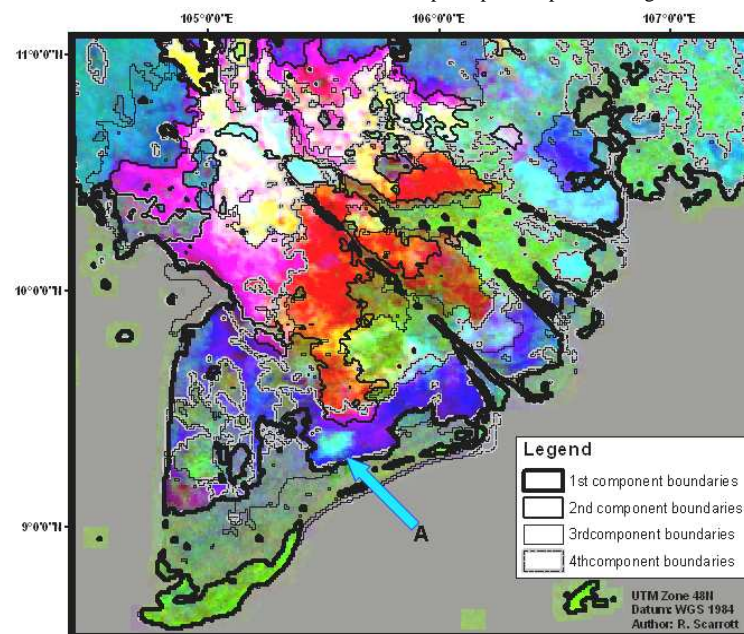 105°0'0"E 106°0'0"E 107°0'0"E
11°0'0"N
10°0'0"N
9°0'0"N
A
Legend
1st component boundaries
2nd component boundaries
3rdcomponent boundaries
4thcomponent boundaries
UTM Zone 48N
Datum: WGS 1984
Author: R. Scarrott